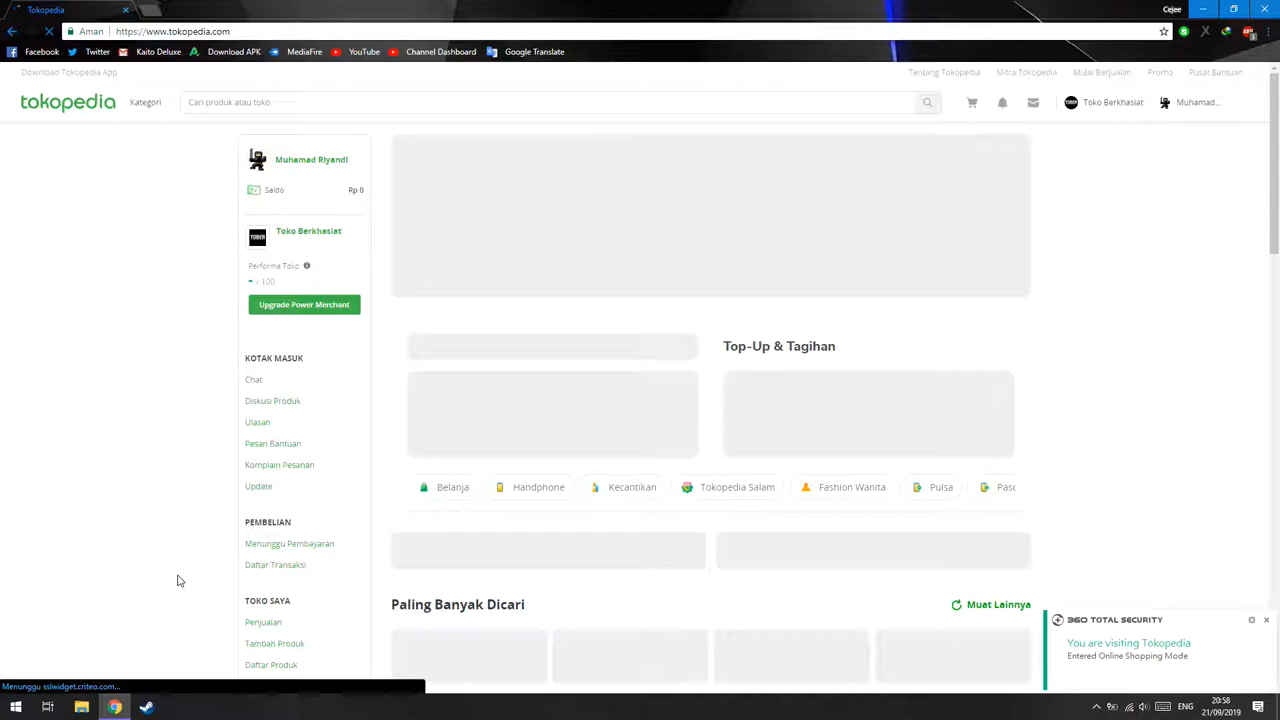 Tokopedia
Cejee
Aman
https://www.tokopedia.com
Facebook
Twitter
Kaito Deluxe
Download APK
MediaFire
YouTube
Channel Dashboard
Google Translate
Download Tokopedia App
Tentang Tokopedia
Mitra Tokopedia
Mulai Berjualan
Promo
Pusat Bantuan
tokopedia
Kategori
Cari produk atau toko
Toko Berkhasiat
Muhamad...
Muhamad Riyandi
Saldo
Rp 0
TOBER
Toko Berkhasiat
Performa Toko
- / 100
Upgrade Power Merchant
Top-Up & Tagihan
KOTAK MASUK
Chat
Diskusi Produk
Ulasan
Pesan Bantuan
Komplain Pesanan
Update
Belanja
Handphone
Kecantikan
Tokopedia Salam
Fashion Wanita
Pulsa
Pasc
PEMBELIAN
Menunggu Pembayaran
Daftar Transaksi
TOKO SAYA
Penjualan
Tambah Produk
Daftar Produk
Paling Banyak Dicari
Muat Lainnya
360 TOTAL SECURITY
You are visiting Tokopedia
Entered Online Shopping Mode
Menunggu sslwidget.criteo.com...
ENG
20:58
21/09/2019